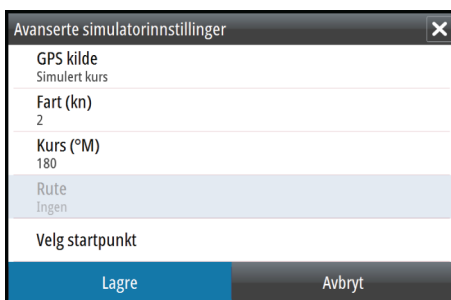 Avanserte simulatorinnstillinger
GPS kilde
Simulert kurs
Fart (kn)
2
Kurs (°M)
180
Rute
Ingen
Velg startpunkt
Lagre
Avbryt